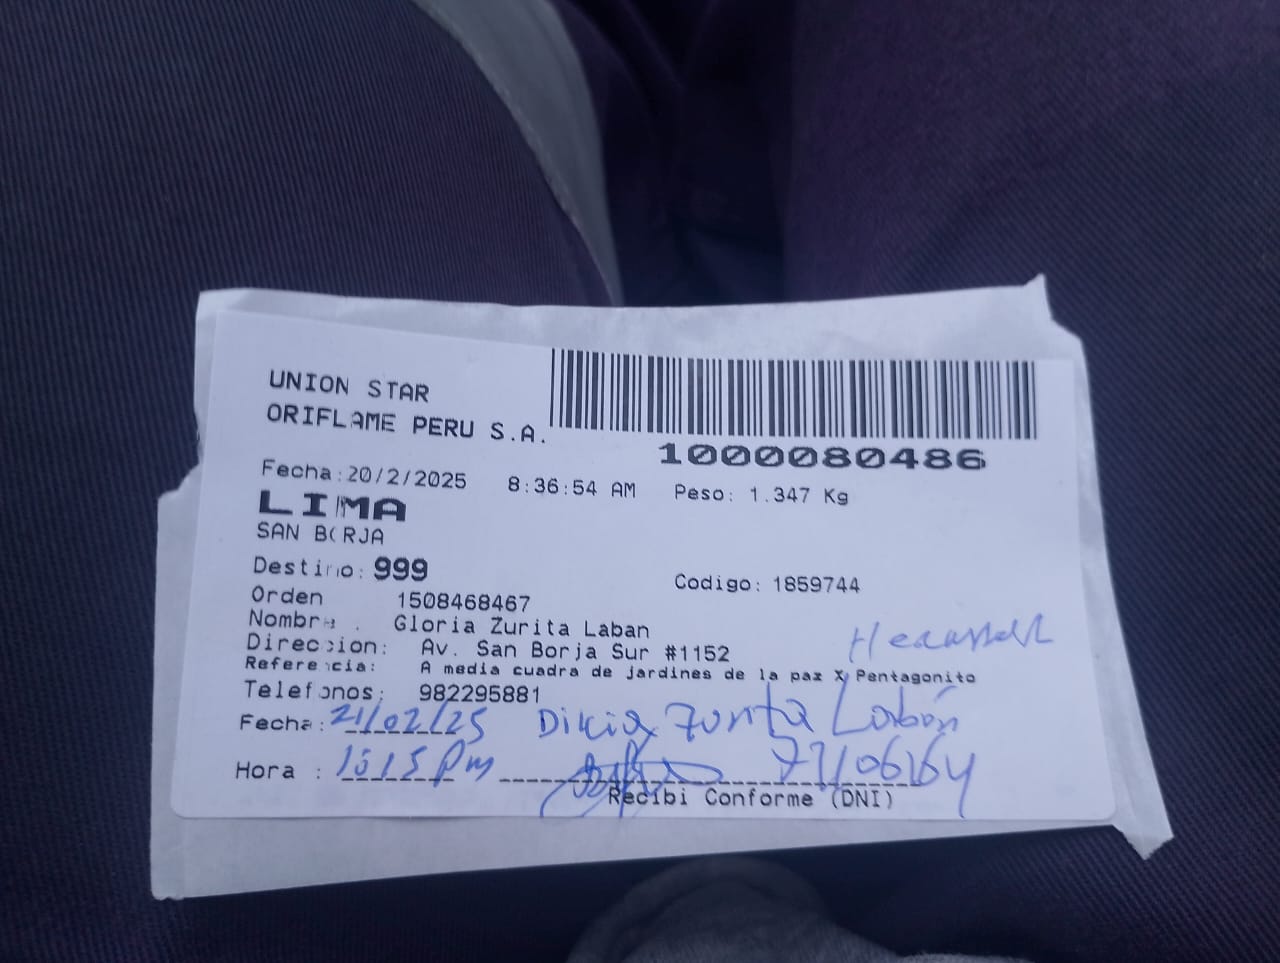 UNION STAR
ORIFLAME PERU S.A.
1000080486
Fecha:20/2/2025 8:36:54 AM Peso: 1.347 Kg
LIMA
SAN BORJA
Destino: 999 Codigo: 1859744
Orden 1508468467
Nombre : Gloria Zurita Laban
Direccion: Av. San Borja Sur #1152
Referencia: A media cuadra de jardines de la paz X Pentagonito
Telefonos: 982295881
Fecha: 21/02/25 Zurita Labán
Hora : pm
Recibi Conforme (DNI)